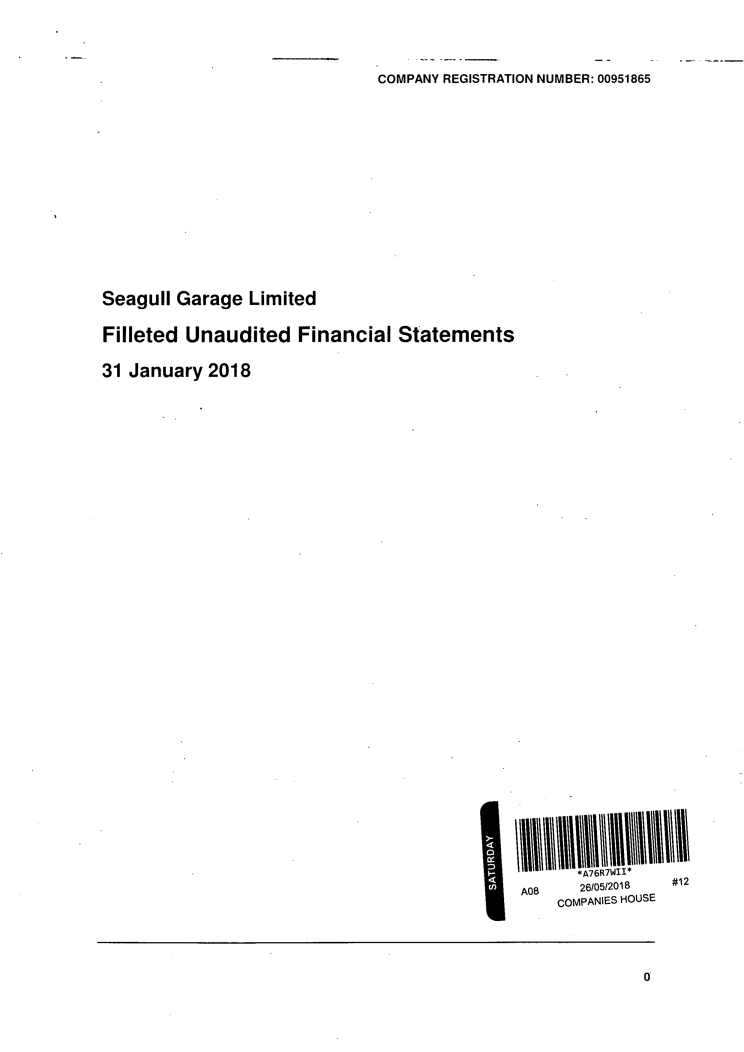 COMPANY REGISTRATION NUMBER: 00951865
Seagull Garage Limited
Filleted Unaudited Financial Statements
31 January 2018
SATURDAY
*A76R7WII*
A08 26/05/2018 #12
COMPANIES HOUSE
0